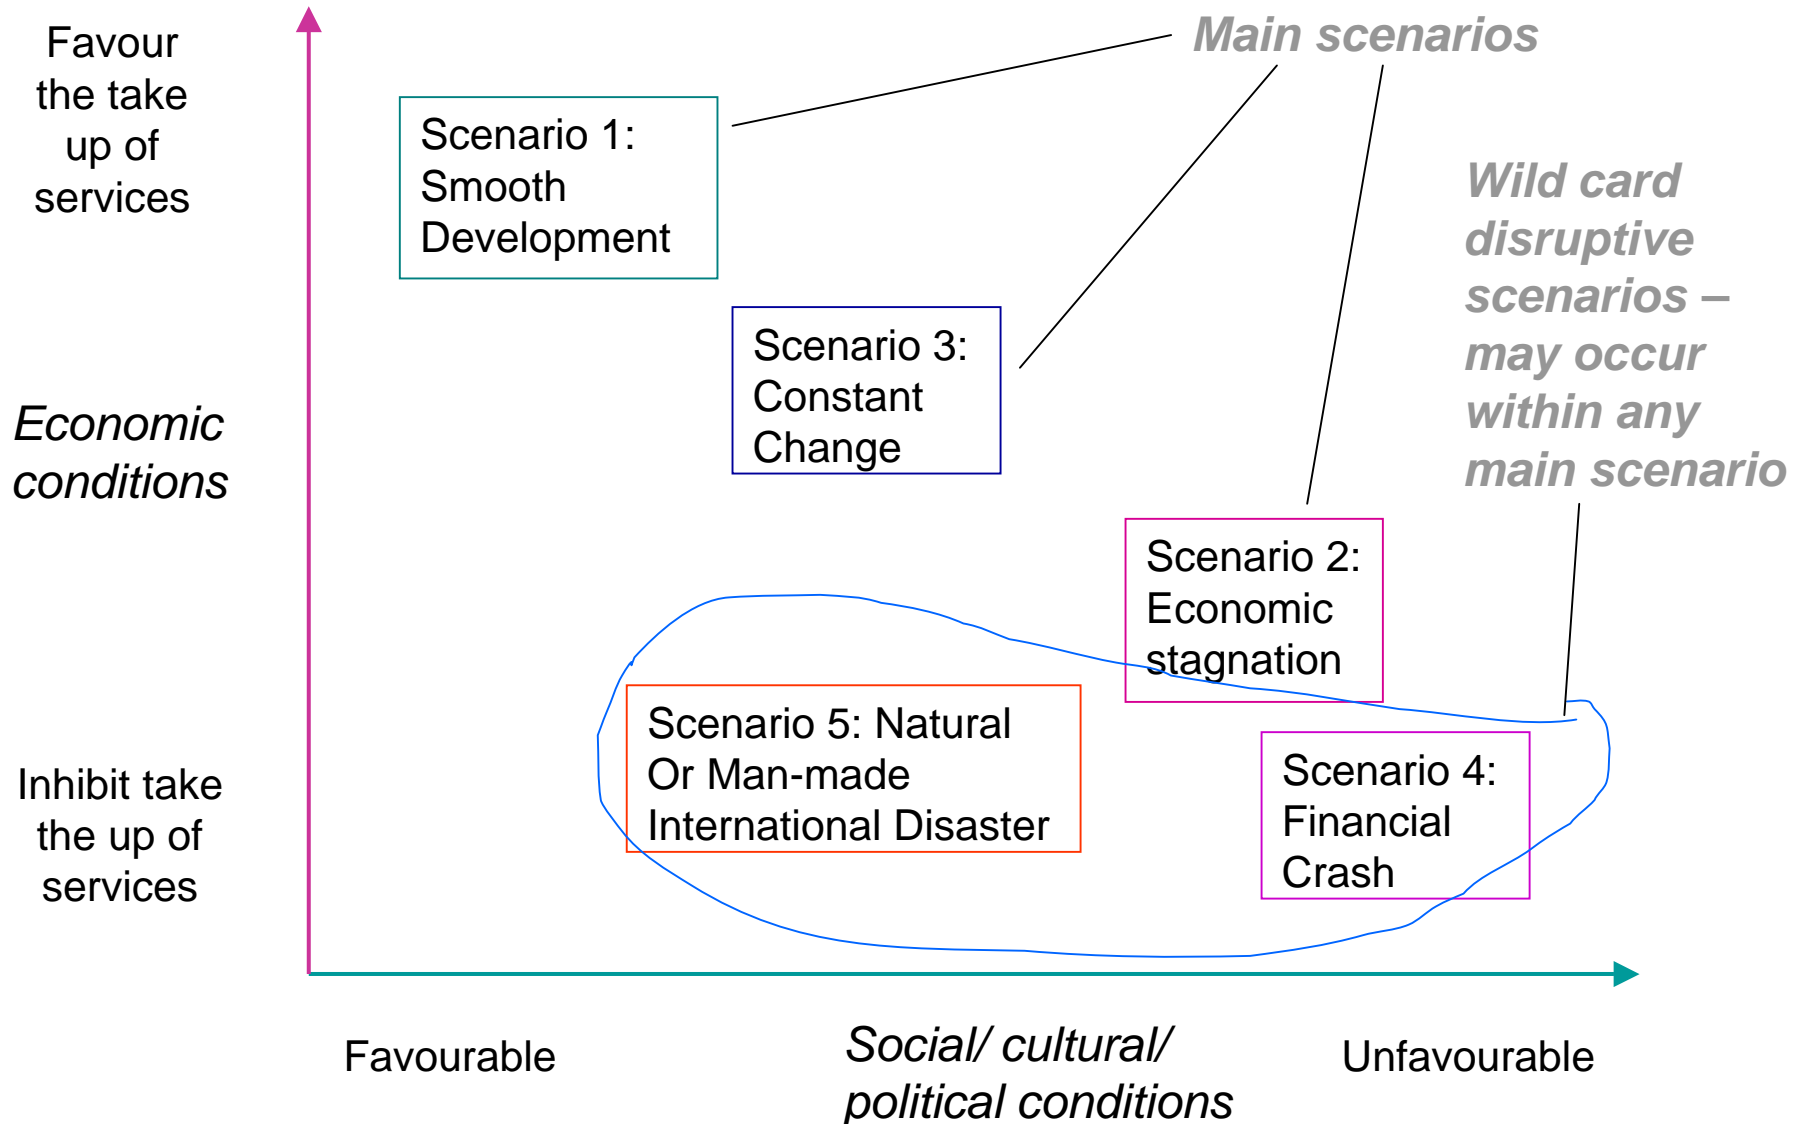 Favour
the take
up of
services
Main scenarios
Scenario 1:
Smooth
Development
Wild card
disruptive
scenarios –
may occur
within any
main scenario
Scenario 3:
Constant
Change
Economic
conditions
Scenario 2:
Economic
stagnation
Scenario 5: Natural
Or Man-made
International Disaster
Scenario 4:
Financial
Crash
Inhibit take
the up of
services
Favourable
Social/ cultural/
political conditions
Unfavourable